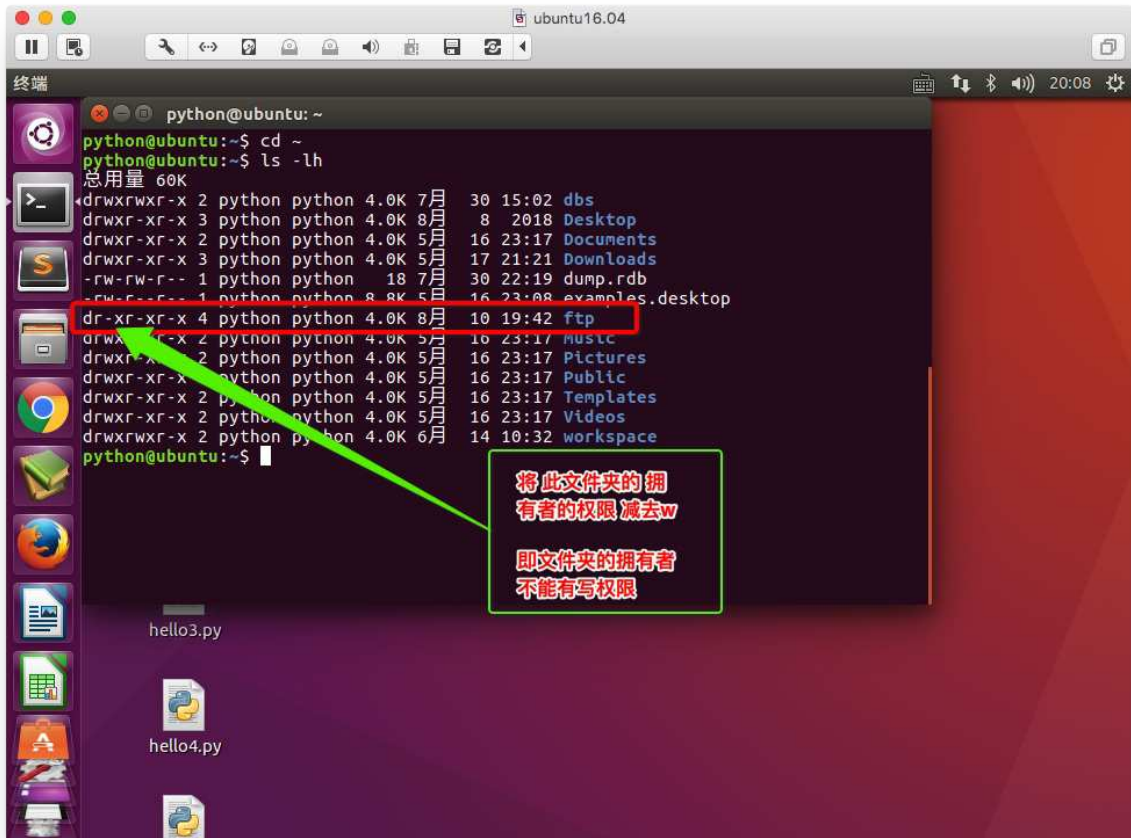 ubuntu16.04
终端
20:08
python@ubuntu: ~
python@ubuntu:~$ cd ~
python@ubuntu:~$ ls -lh
总用量 60K
drwxrwxr-x 2 python python 4.0K 7月 30 15:02 dbs
drwxr-xr-x 3 python python 4.0K 8月 8 2018 Desktop
drwxr-xr-x 2 python python 4.0K 5月 16 23:17 Documents
drwxr-xr-x 3 python python 4.0K 5月 17 21:21 Downloads
-rw-rw-r-- 1 python python 18 7月 30 22:19 dump.rdb
-rw-r--r-- 1 python python 8.8K 5月 16 23:08 examples.desktop
dr-xr-xr-x 4 python python 4.0K 8月 10 19:42 ftp
drwxr-xr-x 2 python python 4.0K 5月 16 23:17 Music
drwxr-xr-x 2 python python 4.0K 5月 16 23:17 Pictures
drwxr-xr-x 2 python python 4.0K 5月 16 23:17 Public
drwxr-xr-x 2 python python 4.0K 5月 16 23:17 Templates
drwxr-xr-x 2 python python 4.0K 5月 16 23:17 Videos
drwxrwxr-x 2 python python 4.0K 6月 14 10:32 workspace
python@ubuntu:~$
将 此文件夹的 拥
有者的权限 减去w
即文件夹的拥有者
不能有写权限
hello3.py
hello4.py